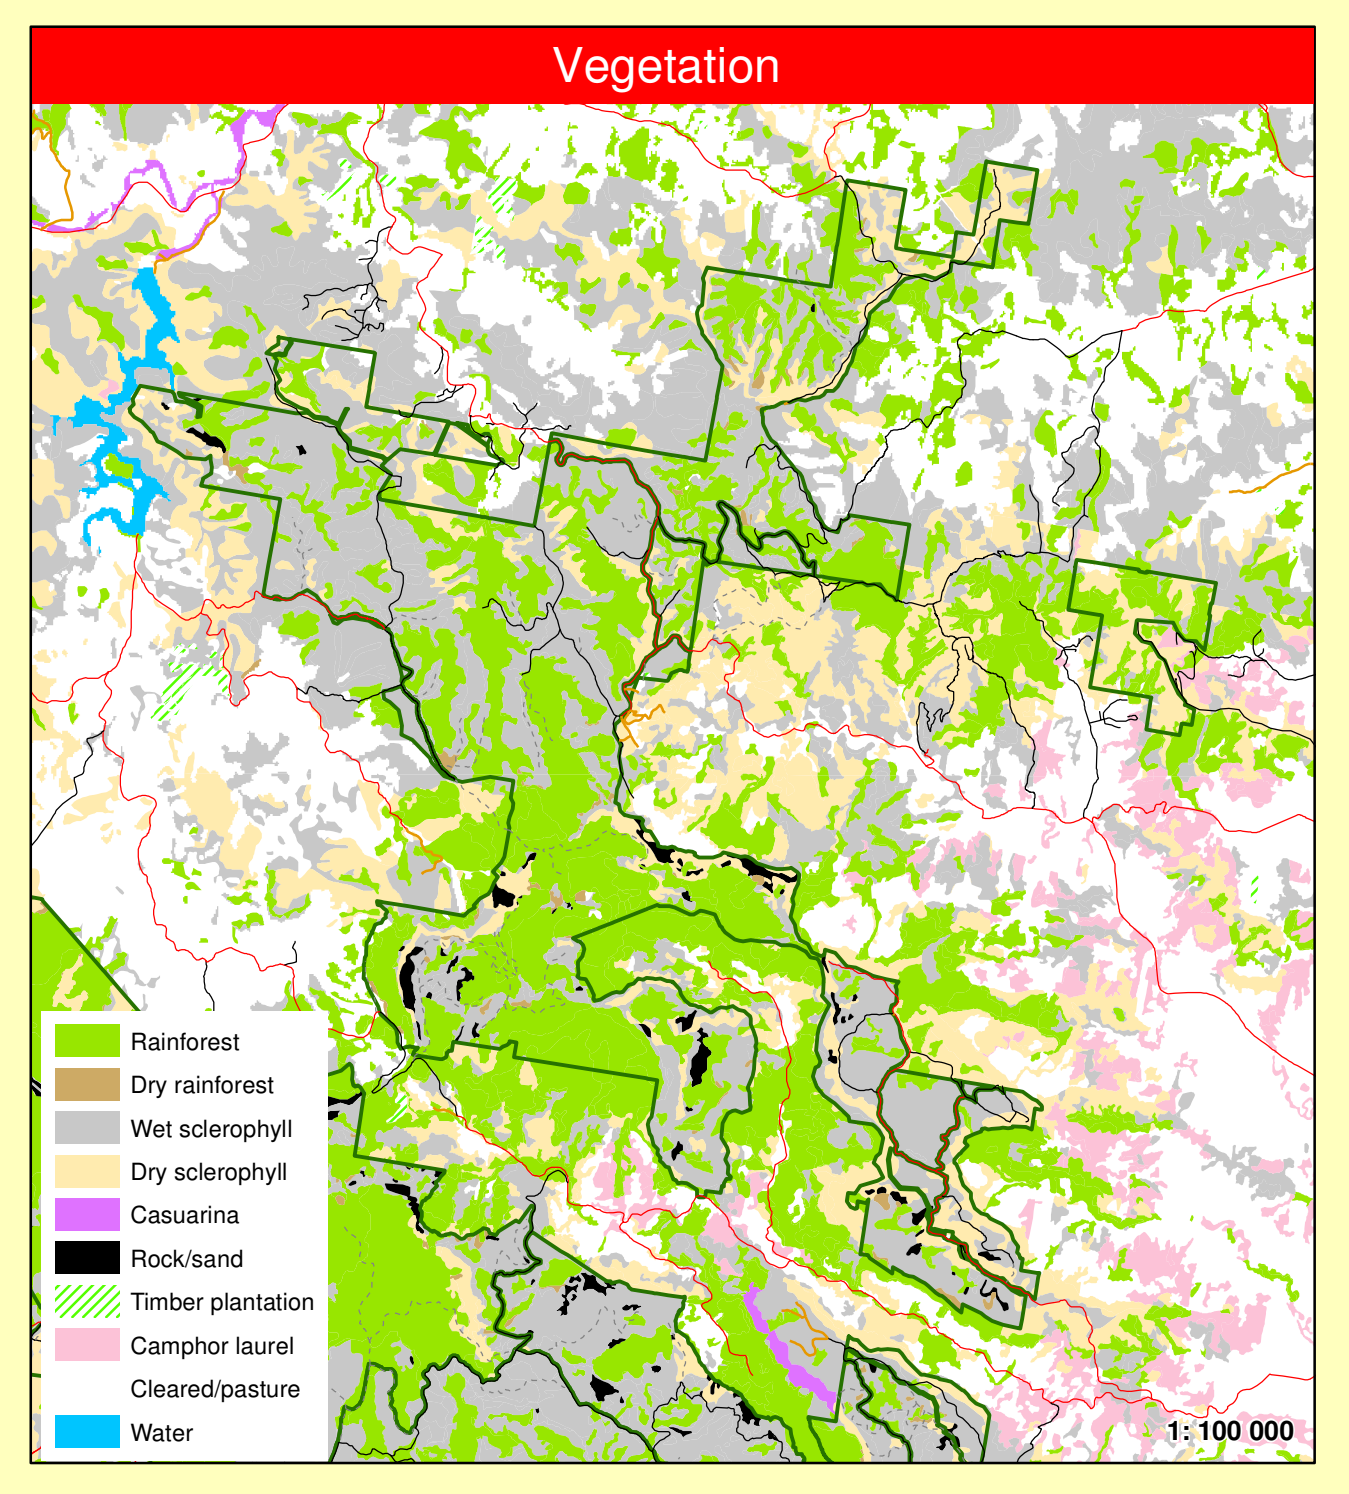 Vegetation
Rainforest
Dry rainforest
Wet sclerophyll
Dry sclerophyll
Casuarina
Rock/sand
Timber plantation
Camphor laurel
Cleared/pasture
Water
1: 100 000